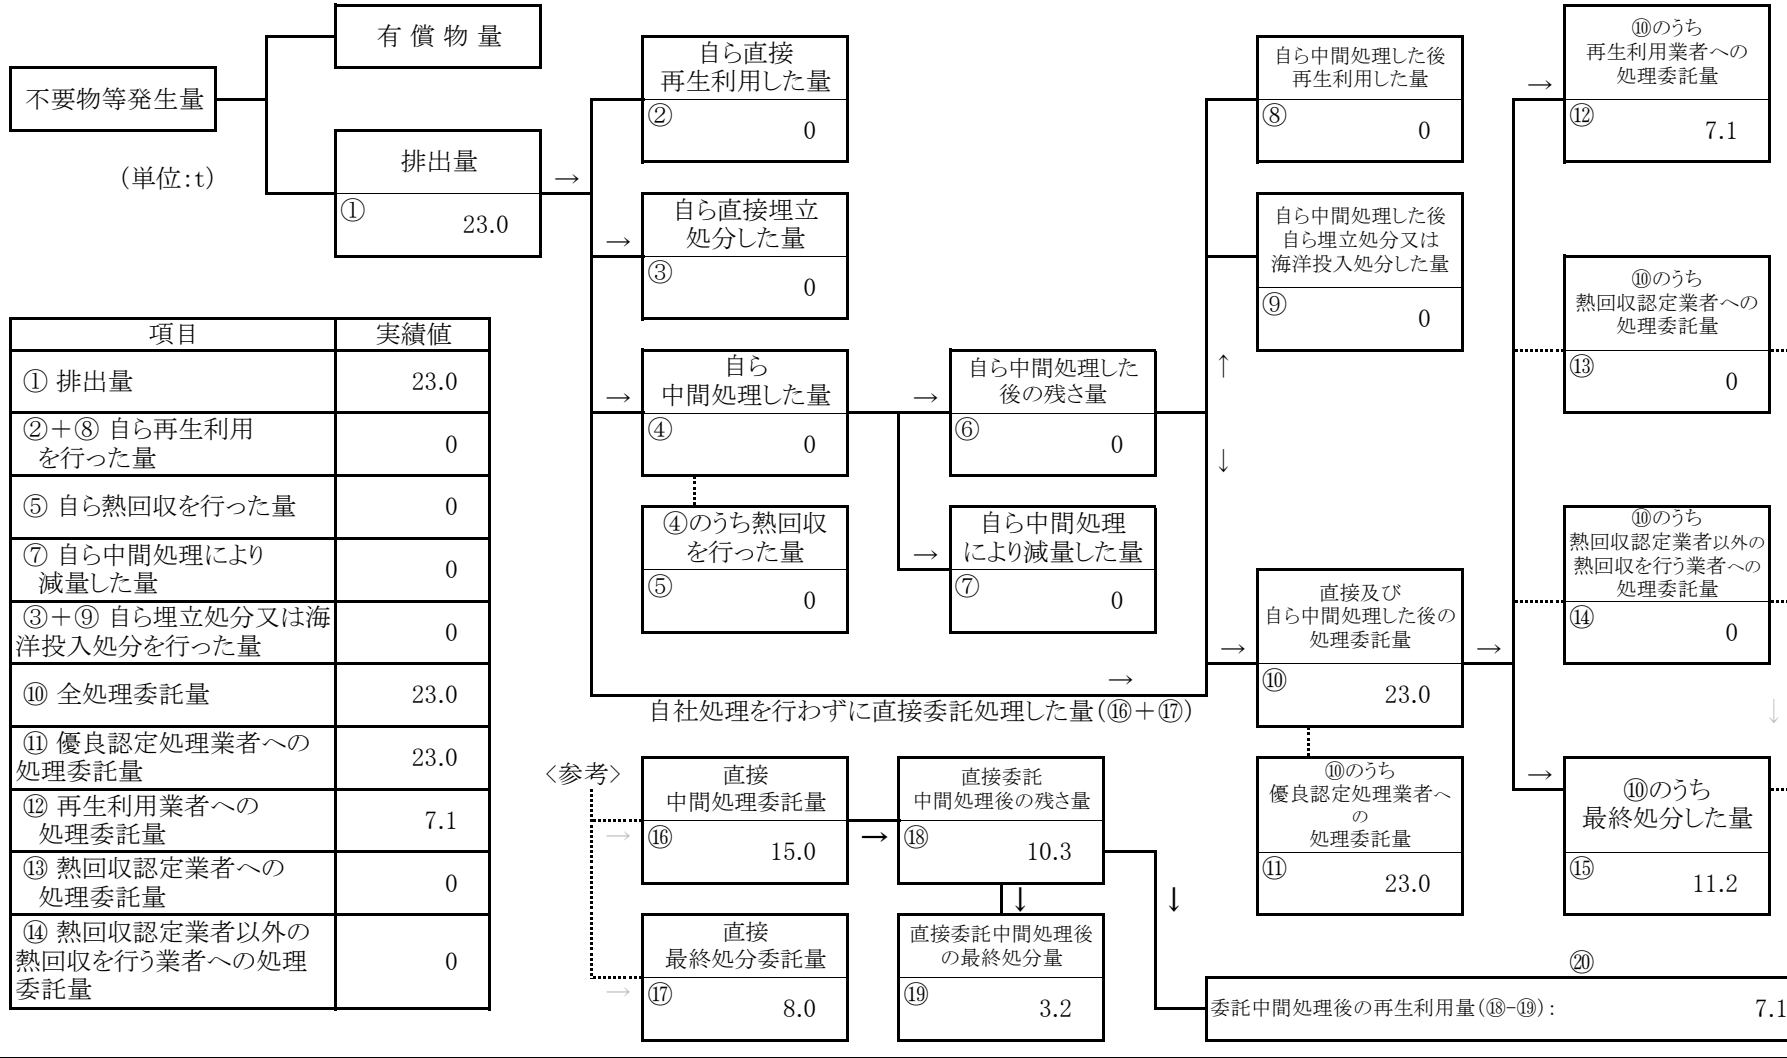 不要物等発生量
有償物量
(単位:t)
排出量
①
23.0
→
自ら直接
再生利用した量
②
0
→
自ら直接埋立
処分した量
③
0
→
自ら
中間処理した量
④
0
④のうち熱回収
を行った量
⑤
0
→
自ら中間処理した
後の残さ量
⑥
0
→
自ら中間処理
により減量した量
⑦
0
↑
↓
自ら中間処理した後
再生利用した量
⑧
0
自ら中間処理した後
自ら埋立処分又は
海洋投入処分した量
⑨
0
→
自社処理を行わずに直接委託処理した量(⑯+⑰)
→
直接及び
自ら中間処理した後の
処理委託量
⑩
23.0
→
⑩のうち
優良認定処理業者へ
の
処理委託量
⑪
23.0
→
⑩のうち
再生利用業者への
処理委託量
⑫
7.1
⑩のうち
熱回収認定業者への
処理委託量
⑬
0
⑩のうち
熱回収認定業者以外の
熱回収を行う業者への
処理委託量
⑭
0
↓
→
⑩のうち
最終処分した量
⑮
11.2
項目 実績値
① 排出量 23.0
②+⑧ 自ら再生利用
を行った量
0
⑤ 自ら熱回収を行った量 0
⑦ 自ら中間処理により
減量した量
0
③+⑨ 自ら埋立処分又は海
洋投入処分を行った量
0
⑩ 全処理委託量 23.0
⑪ 優良認定処理業者への
処理委託量
23.0
⑫ 再生利用業者への
処理委託量
7.1
⑬ 熱回収認定業者への
処理委託量
0
⑭ 熱回収認定業者以外の
熱回収を行う業者への処理
委託量
0
<参考>
→
直接
中間処理委託量
⑯
15.0
→
直接委託
中間処理後の残さ量
⑱
10.3
↓
↓
→
直接
最終処分委託量
⑰
8.0
直接委託中間処理後
の最終処分量
⑲
3.2
⑳
委託中間処理後の再生利用量(⑱-⑲): 7.1